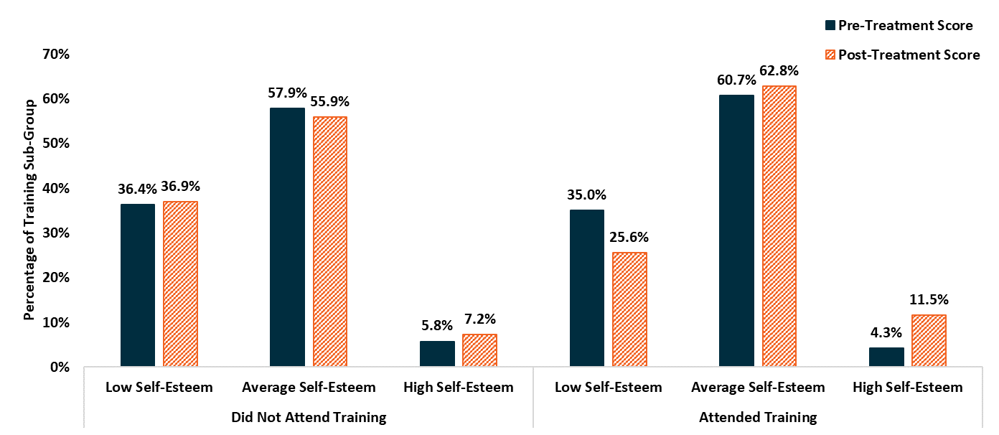 Pre-Treatment Score
Post-Treatment Score
Percentage of Training Sub-Group
70%
60%
50%
40%
30%
20%
10%
0%
36.4%
36.9%
57.9%
55.9%
5.8%
7.2%
35.0%
25.6%
60.7%
62.8%
4.3%
11.5%
Low Self-Esteem
Average Self-Esteem
High Self-Esteem
Low Self-Esteem
Average Self-Esteem
High Self-Esteem
Did Not Attend Training
Attended Training